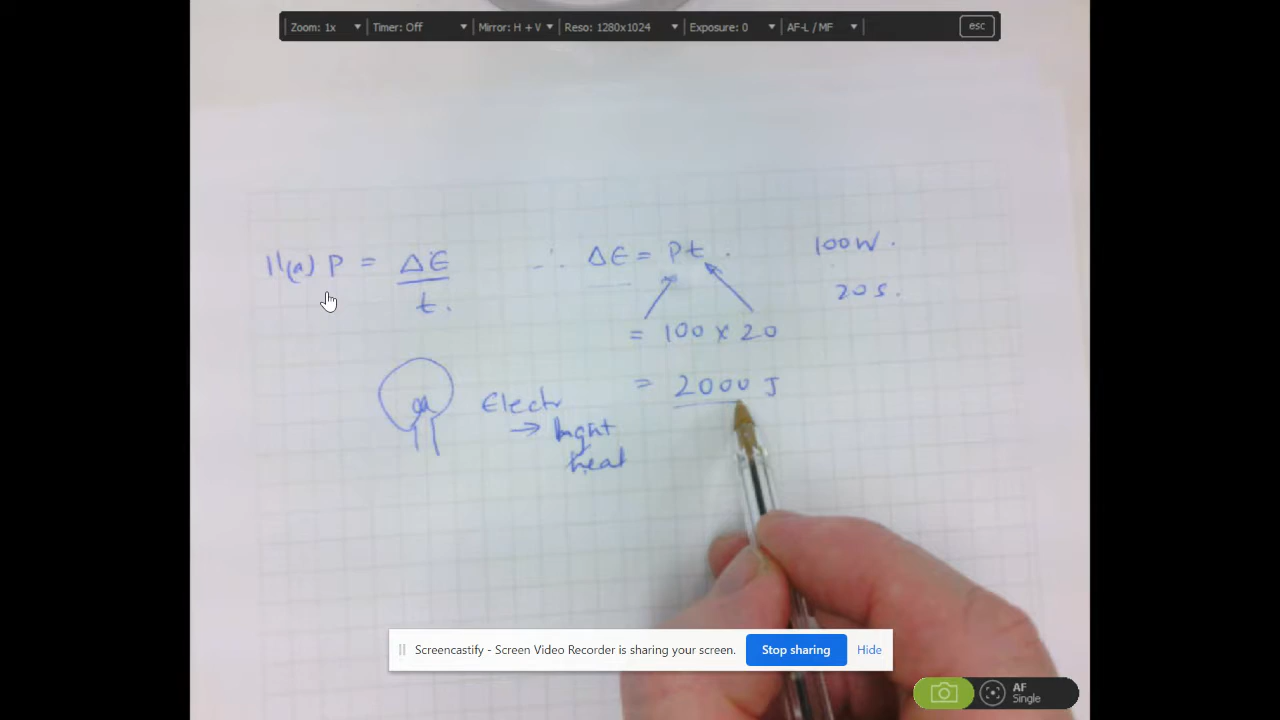 Zoom: 1x Timer: Off Mirror: H + V Reso: 1280x1024 Exposure: 0 AF-L / MF esc
11(a) P = ΔE / t.
∴ ΔE = Pt.
100W.
20s.
= 100 x 20
= 2000 J
Electr
→ light
heat
Screencastify - Screen Video Recorder is sharing your screen. Stop sharing Hide
AF
Single